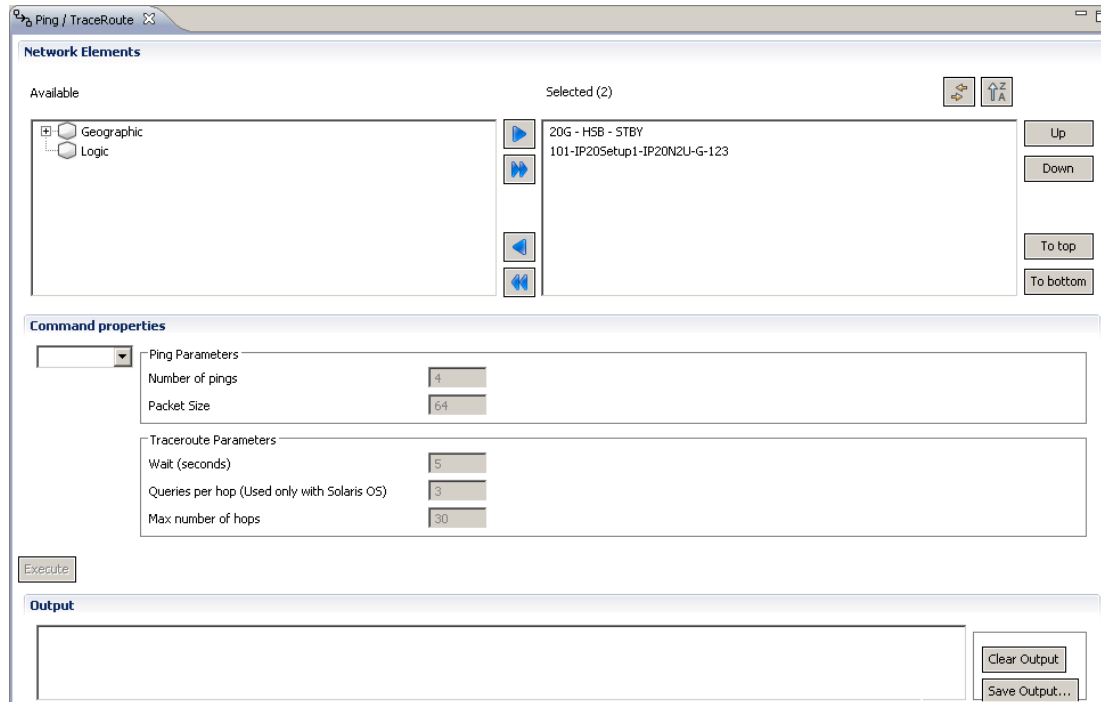 Ping / TraceRoute
Network Elements
Available
Selected (2)
Z
A
Geographic
Logic
20G - HSB - STBY
101-IP20Setup1-IP20N2U-G-123
Up
Down
To top
To bottom
Command properties
Ping Parameters
Number of pings 4
Packet Size 64
Traceroute Parameters
Wait (seconds) 5
Queries per hop (Used only with Solaris OS) 3
Max number of hops 30
Execute
Output
Clear Output
Save Output...